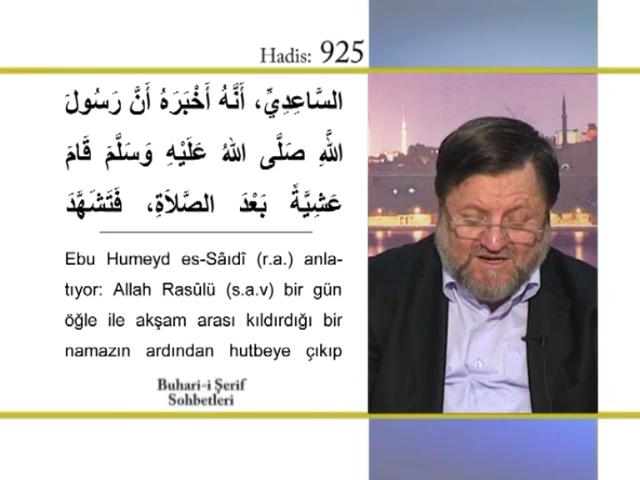 Hadis: 925
السَّاعِدِيِّ، أَنَّهُ أَخْبَرَهُ أَنَّ رَسُولَ
اللَّهِ صَلَّى اللهُ عَلَيْهِ وَسَلَّمَ قَامَ
عَشِيَّةً بَعْدَ الصَّلاَةِ، فَتَشَهَّدَ
Ebu Humeyd es-Sâıdî (r.a.) anla-
tıyor: Allah Rasûlü (s.a.v) bir gün
öğle ile akşam arası kıldırdığı bir
namazın ardından hutbeye çıkıp
Buhari-i Şerif
Sohbetleri